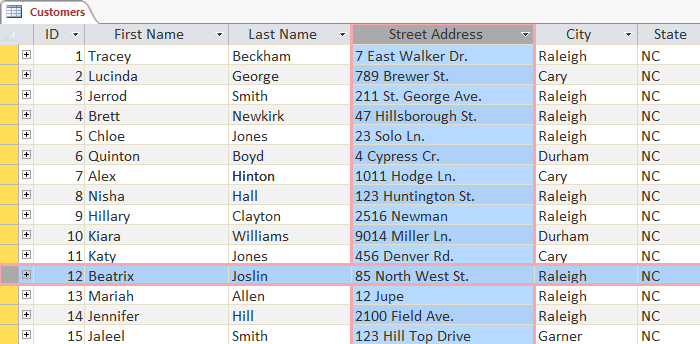 Customers
ID First Name Last Name Street Address City State
1 Tracey Beckham 7 East Walker Dr. Raleigh NC
2 Lucinda George 789 Brewer St. Cary NC
3 Jerrod Smith 211 St. George Ave. Raleigh NC
4 Brett Newkirk 47 Hillsborough St. Raleigh NC
5 Chloe Jones 23 Solo Ln. Raleigh NC
6 Quinton Boyd 4 Cypress Cr. Durham NC
7 Alex Hinton 1011 Hodge Ln. Cary NC
8 Nisha Hall 123 Huntington St. Raleigh NC
9 Hillary Clayton 2516 Newman Raleigh NC
10 Kiara Williams 9014 Miller Ln. Durham NC
11 Katy Jones 456 Denver Rd. Cary NC
12 Beatrix Joslin 85 North West St. Raleigh NC
13 Mariah Allen 12 Jupe Raleigh NC
14 Jennifer Hill 2100 Field Ave. Raleigh NC
15 Jaleel Smith 123 Hill Top Drive Garner NC